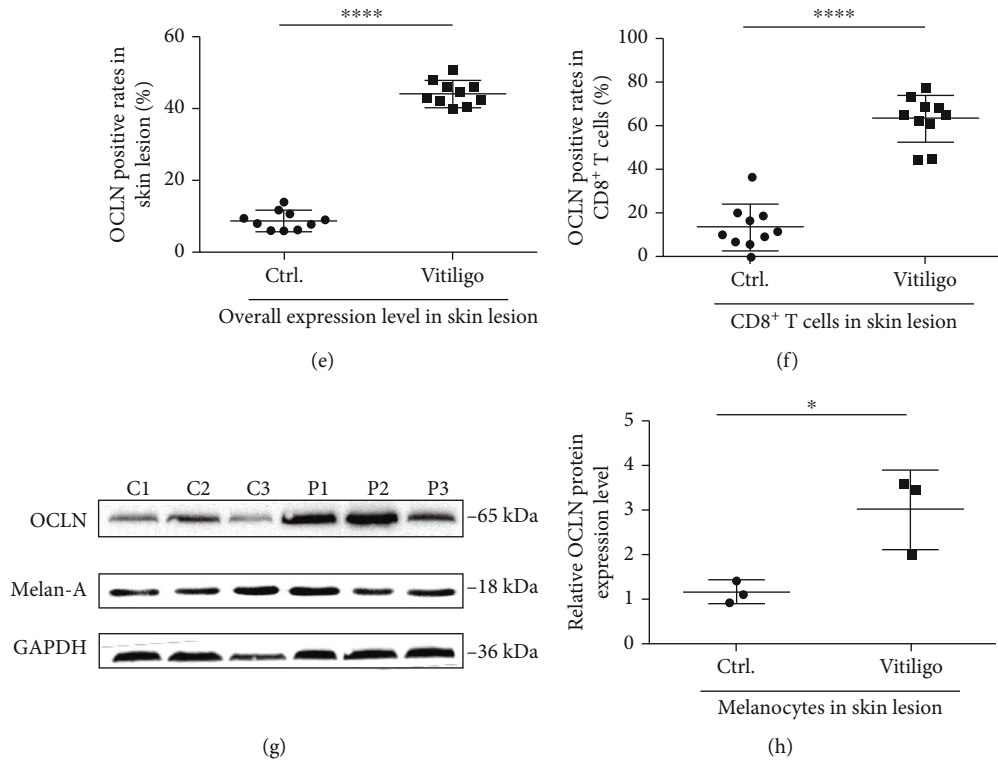 ****
OCLN positive rates in
skin lesion (%)
60
40
20
0
Ctrl.
Vitiligo
Overall expression level in skin lesion
(e)
****
OCLN positive rates in
CD8+ T cells (%)
100
80
60
40
20
0
Ctrl.
Vitiligo
CD8+ T cells in skin lesion
(f)
C1 C2 C3 P1 P2 P3
OCLN –65 kDa
Melan-A –18 kDa
GAPDH –36 kDa
(g)
*
Relative OCLN protein
expression level
5
4
3
2
1
0
Ctrl.
Vitiligo
Melanocytes in skin lesion
(h)